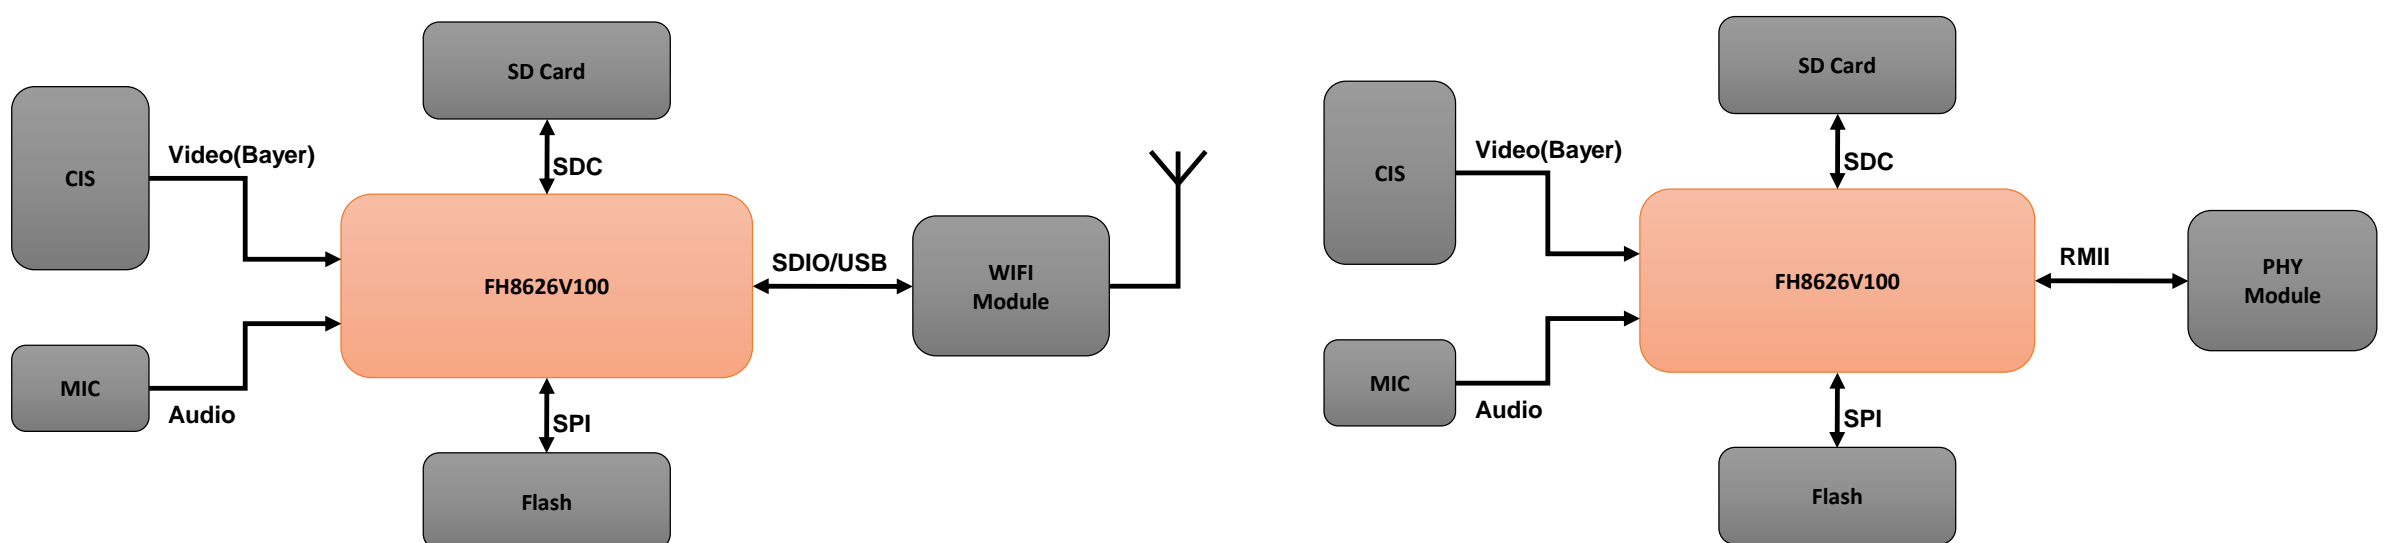 SD Card
CIS
Video(Bayer)
SDC
FH8626V100
SDIO/USB
WIFI
Module
MIC
Audio
SPI
Flash
SD Card
CIS
Video(Bayer)
SDC
FH8626V100
RMII
PHY
Module
MIC
Audio
SPI
Flash